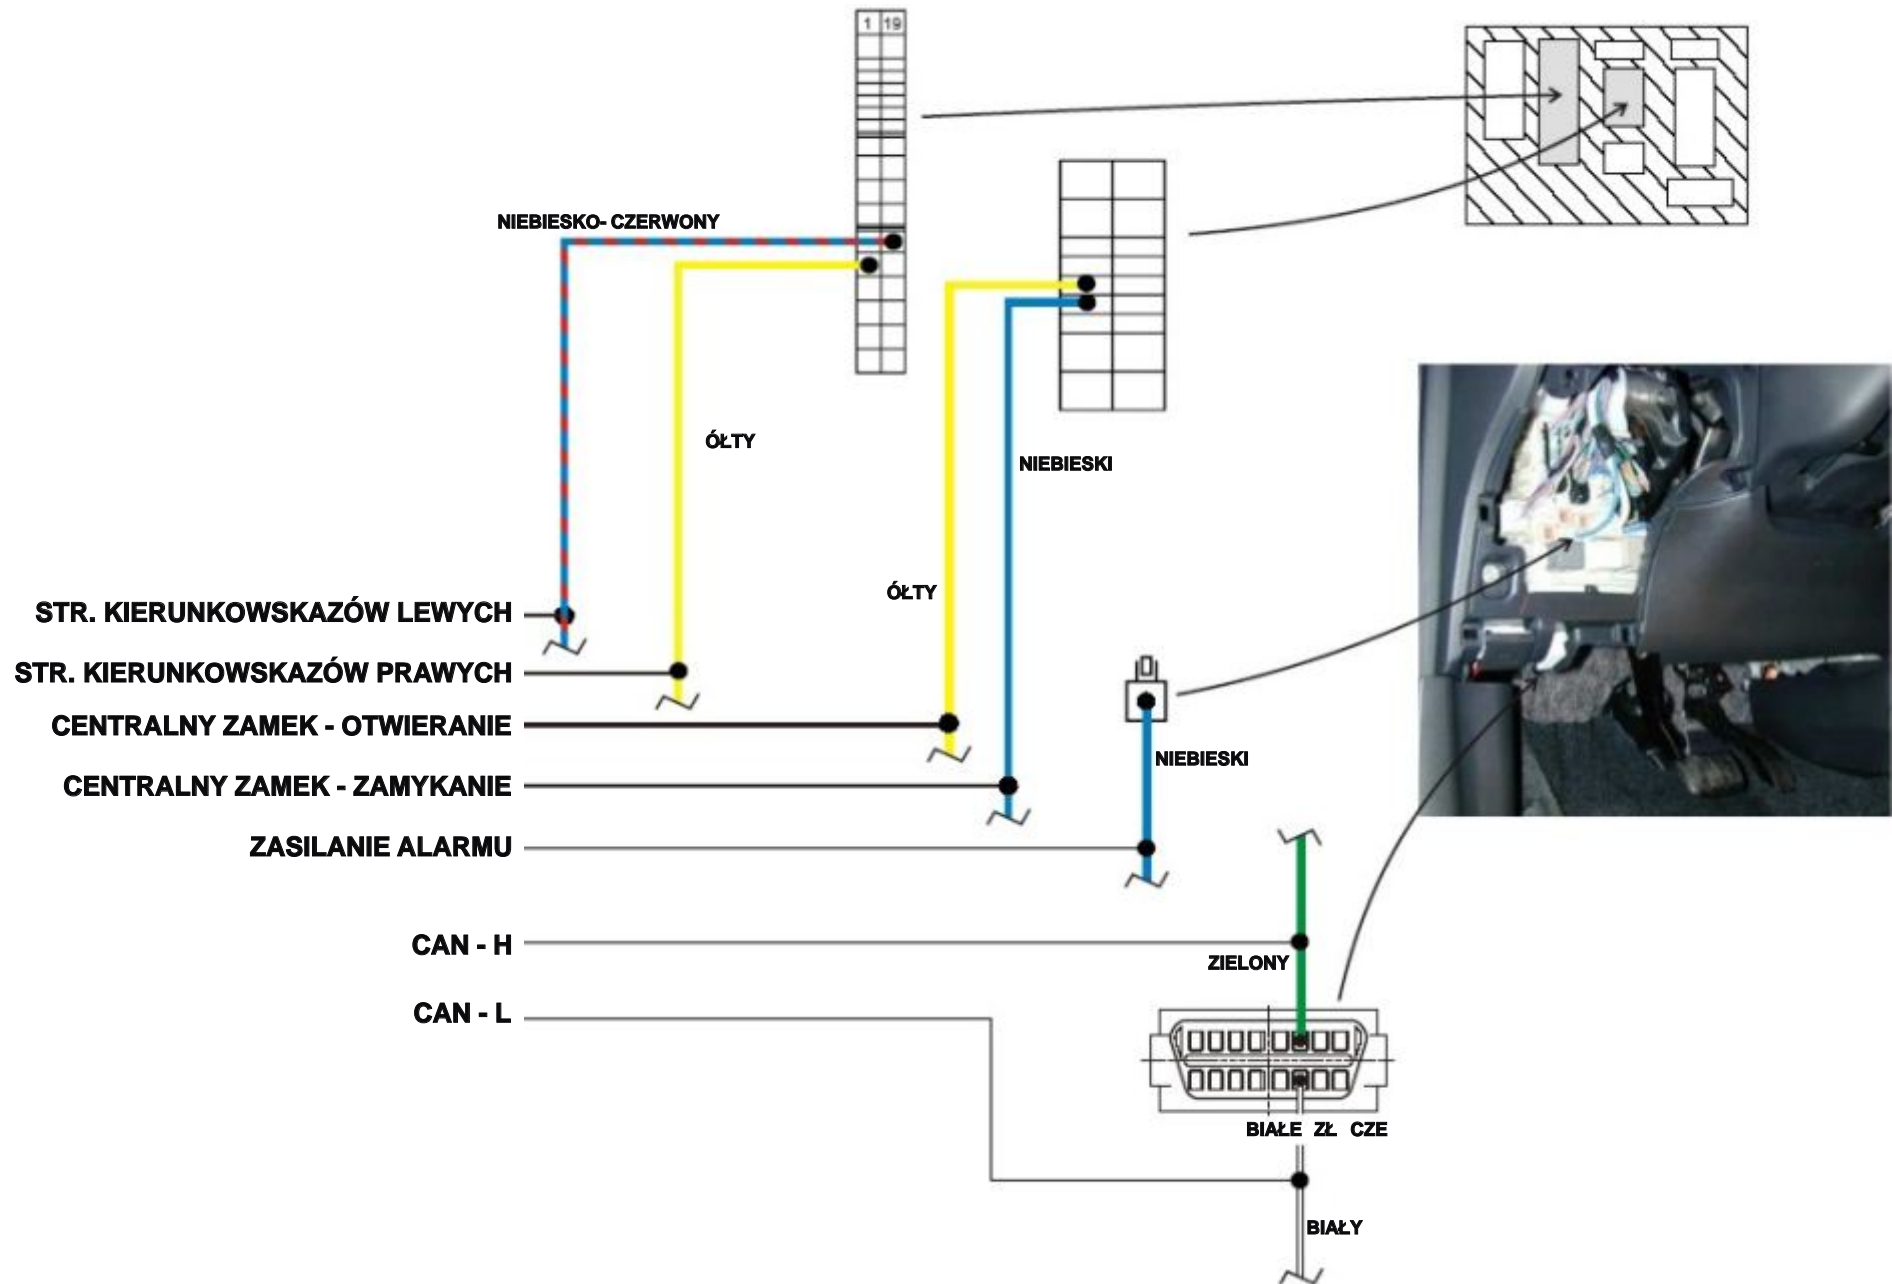 1 19
NIEBIESKO- CZERWONY
ÓŁTY
NIEBIESKI
ÓŁTY
STR. KIERUNKOWSKAZÓW LEWYCH
STR. KIERUNKOWSKAZÓW PRAWYCH
CENTRALNY ZAMEK - OTWIERANIE
NIEBIESKI
CENTRALNY ZAMEK - ZAMYKANIE
ZASILANIE ALARMU
CAN - H
ZIELONY
CAN - L
BIAŁE ZŁ CZE
BIAŁY